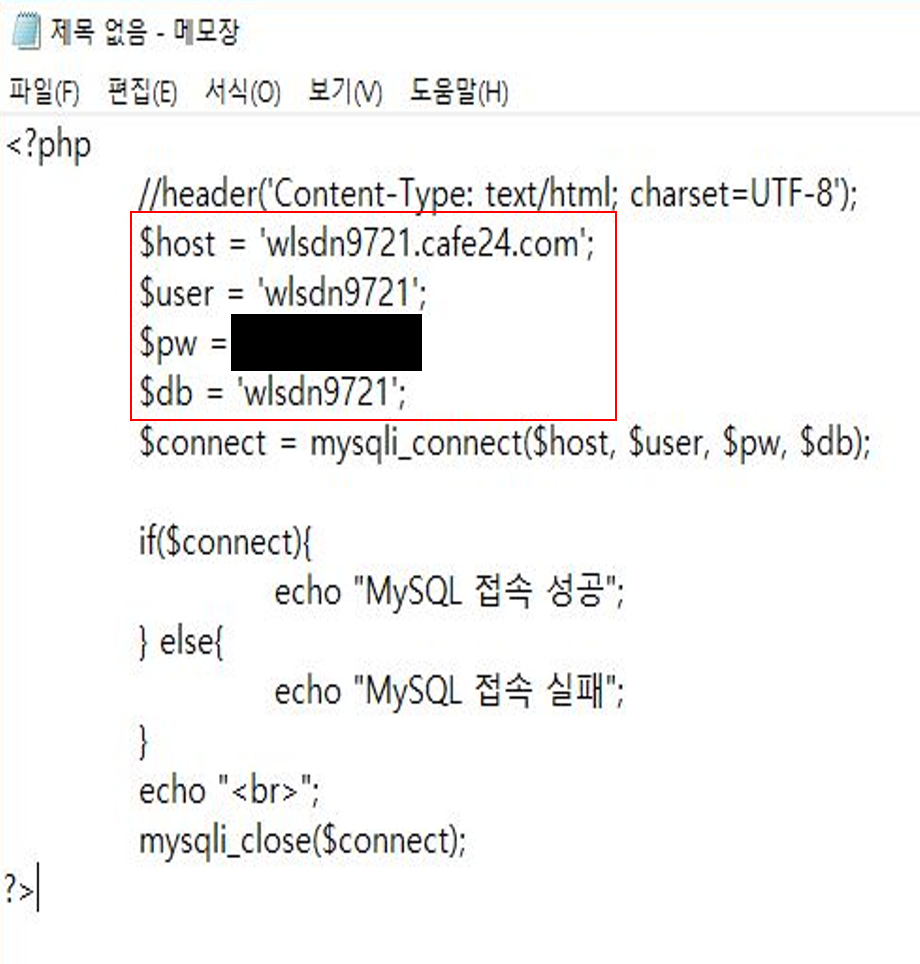 제목 없음 - 메모장
파일(F) 편집(E) 서식(O) 보기(V) 도움말(H)
<?php
//header('Content-Type: text/html; charset=UTF-8');
$host = 'wlsdn9721.cafe24.com';
$user = 'wlsdn9721';
$pw =
$db = 'wlsdn9721';
$connect = mysqli_connect($host, $user, $pw, $db);
if($connect){
echo "MySQL 접속 성공";
} else{
echo "MySQL 접속 실패";
}
echo "<br>";
mysqli_close($connect);
?>